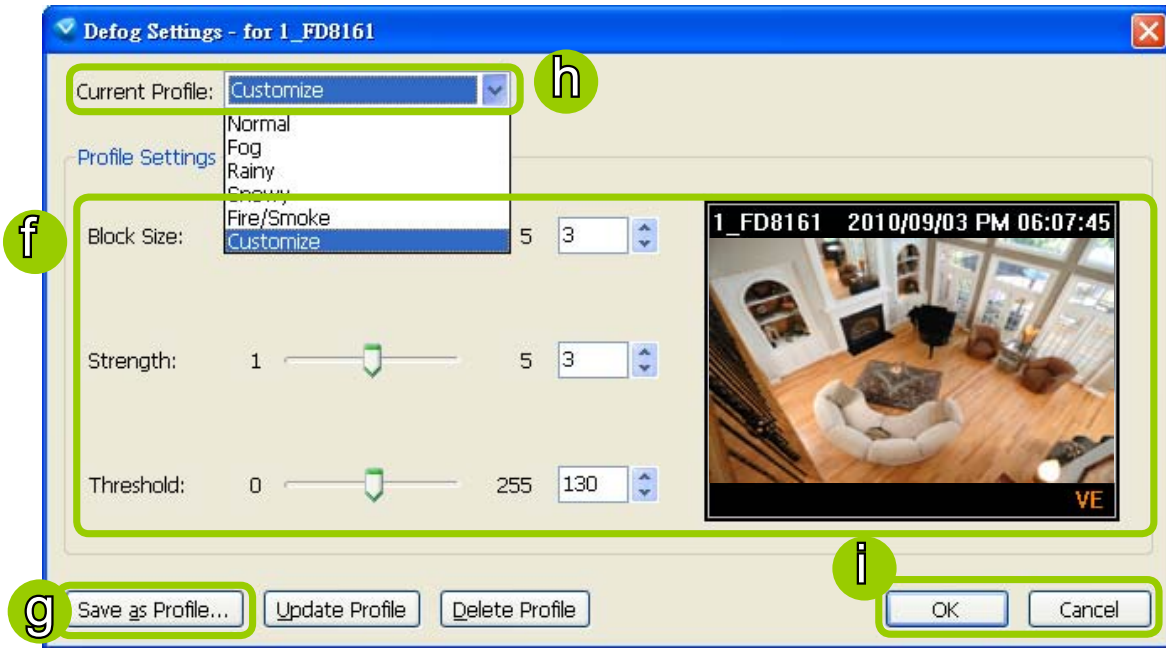 Defog Settings - for 1_FD8161
Current Profile: Customize
h
Normal
Fog
Rainy
Snowy
Fire/Smoke
Customize
Profile Settings
f
Block Size: 5 3
Strength: 1 5 3
Threshold: 0 255 130
1_FD8161 2010/09/03 PM 06:07:45
VE
g
Save as Profile... Update Profile Delete Profile
i
OK Cancel